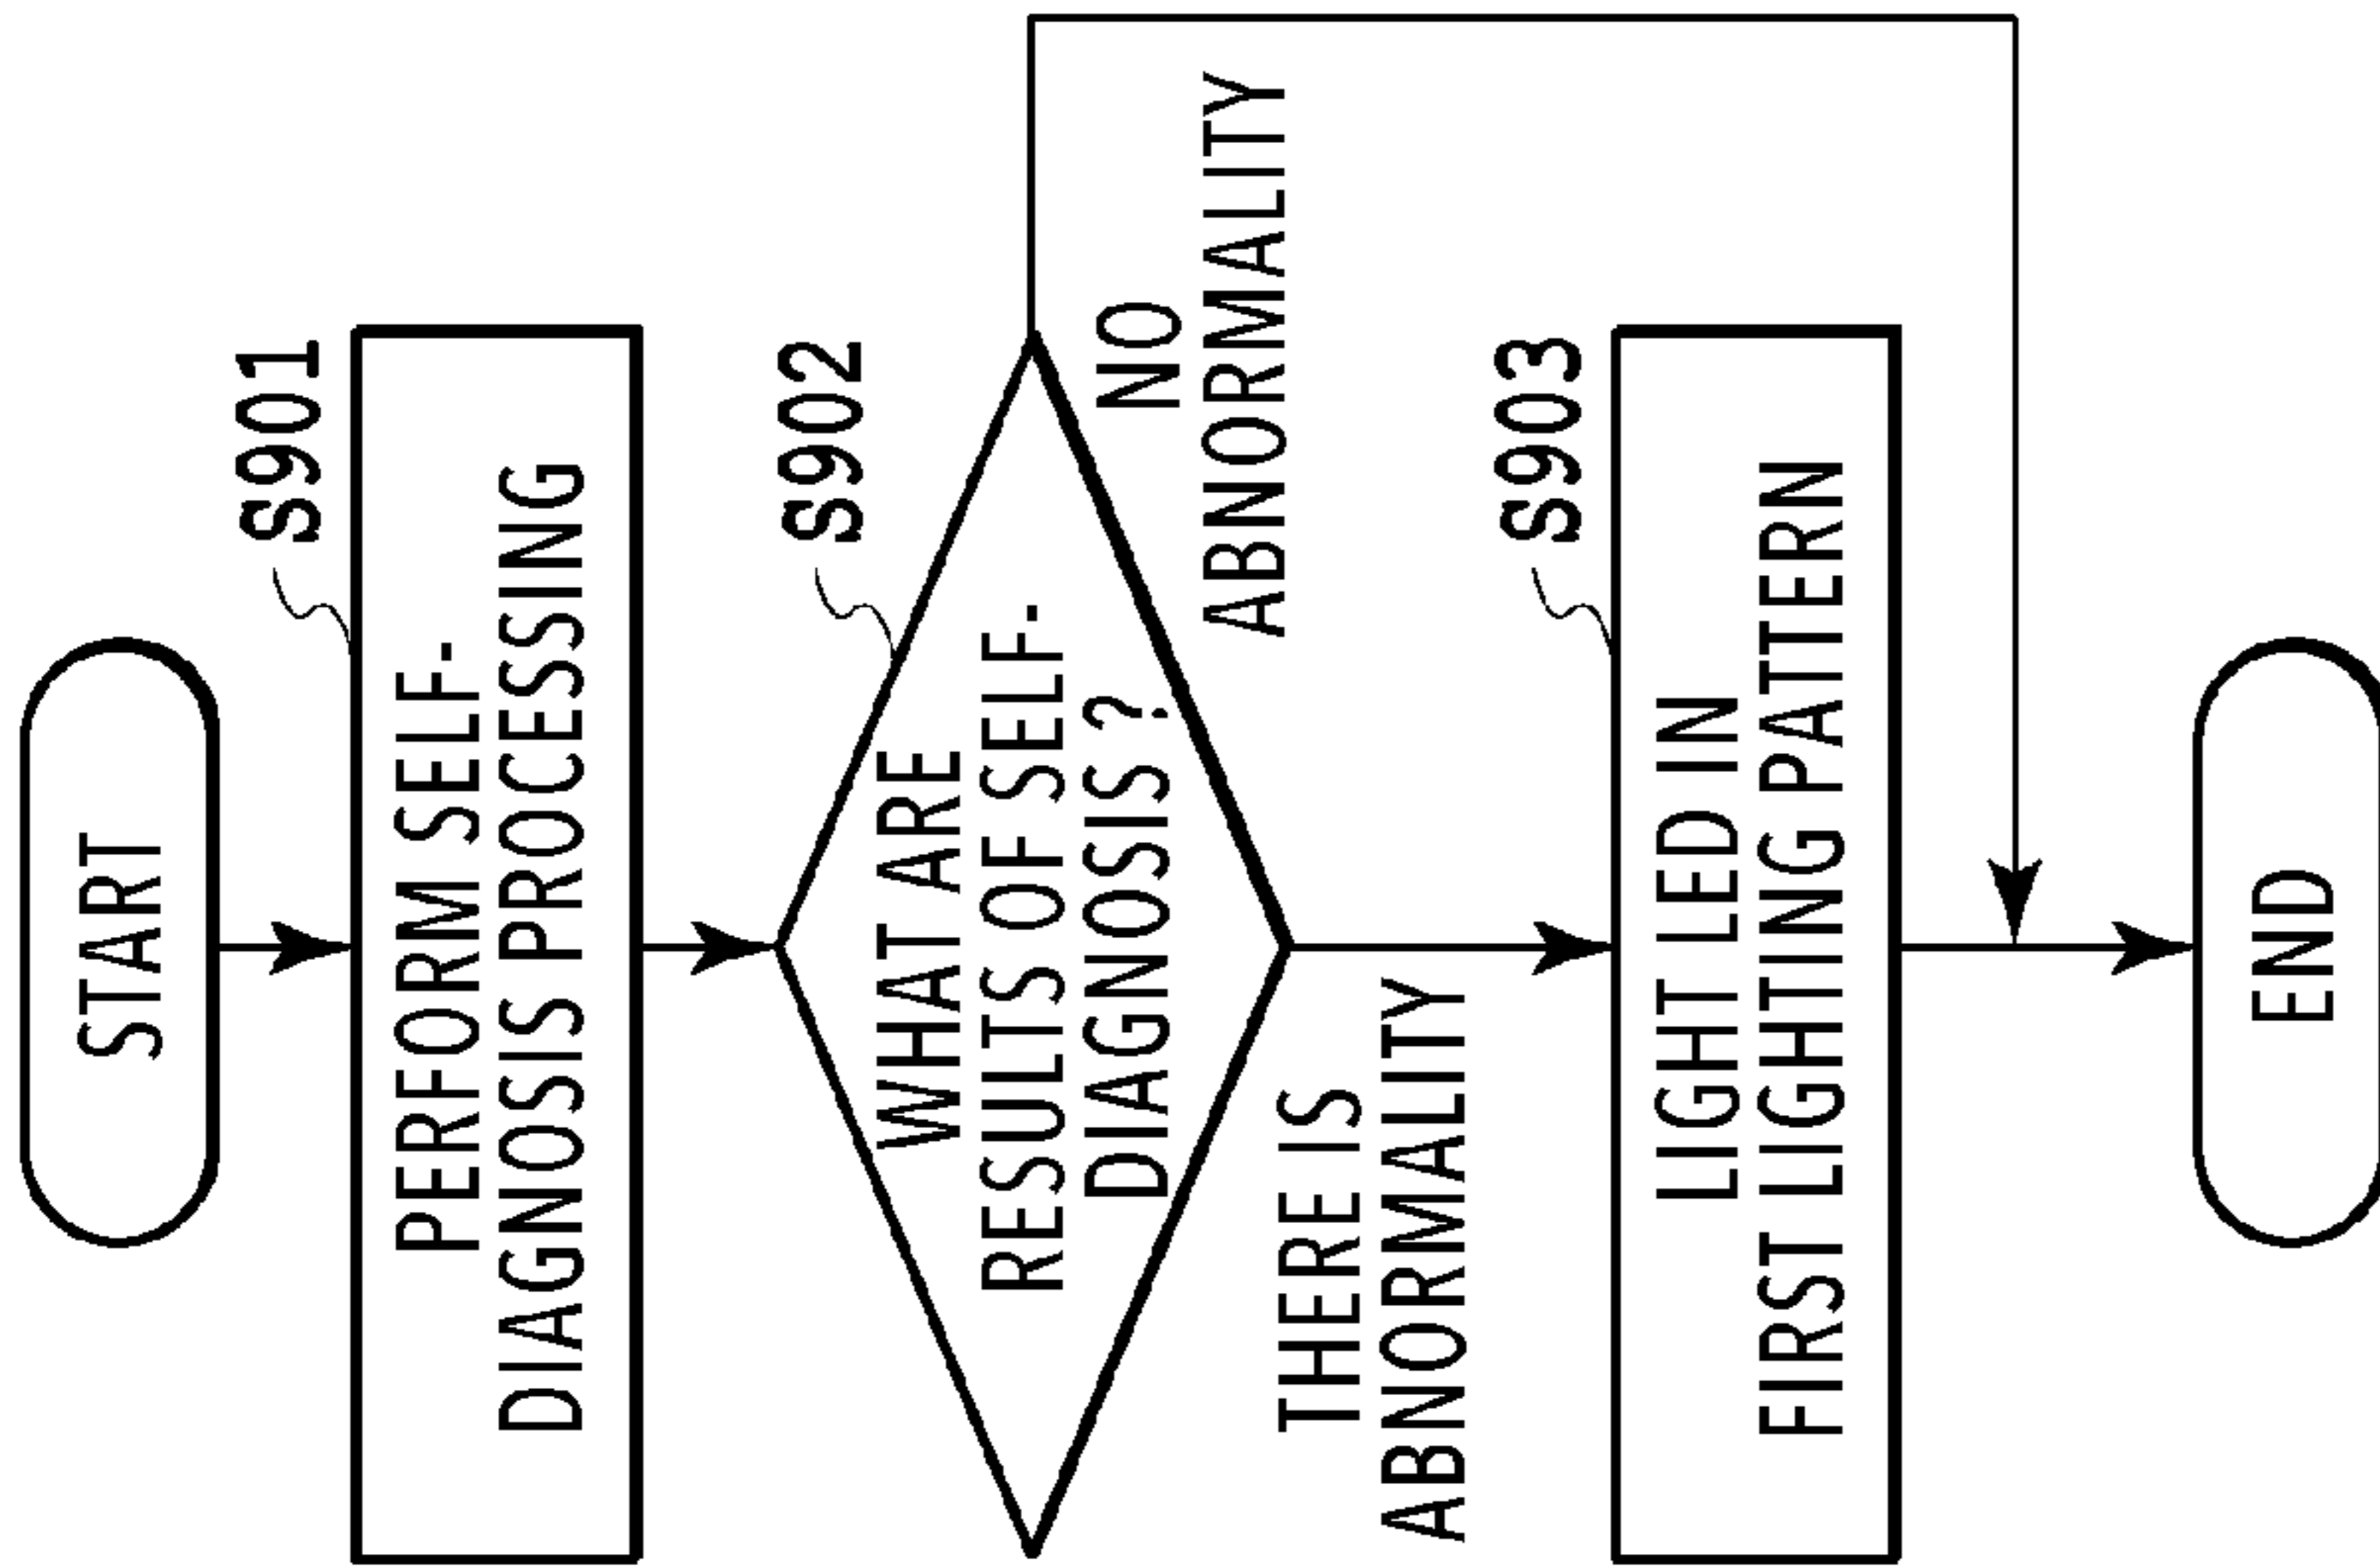 START
S901
PERFORM SELF-
DIAGNOSIS PROCESSING
S902
WHAT ARE
RESULTS OF SELF-
DIAGNOSIS ?
NO
ABNORMALITY
THERE IS
ABNORMALITY
S903
LIGHT LED IN
FIRST LIGHTING PATTERN
END